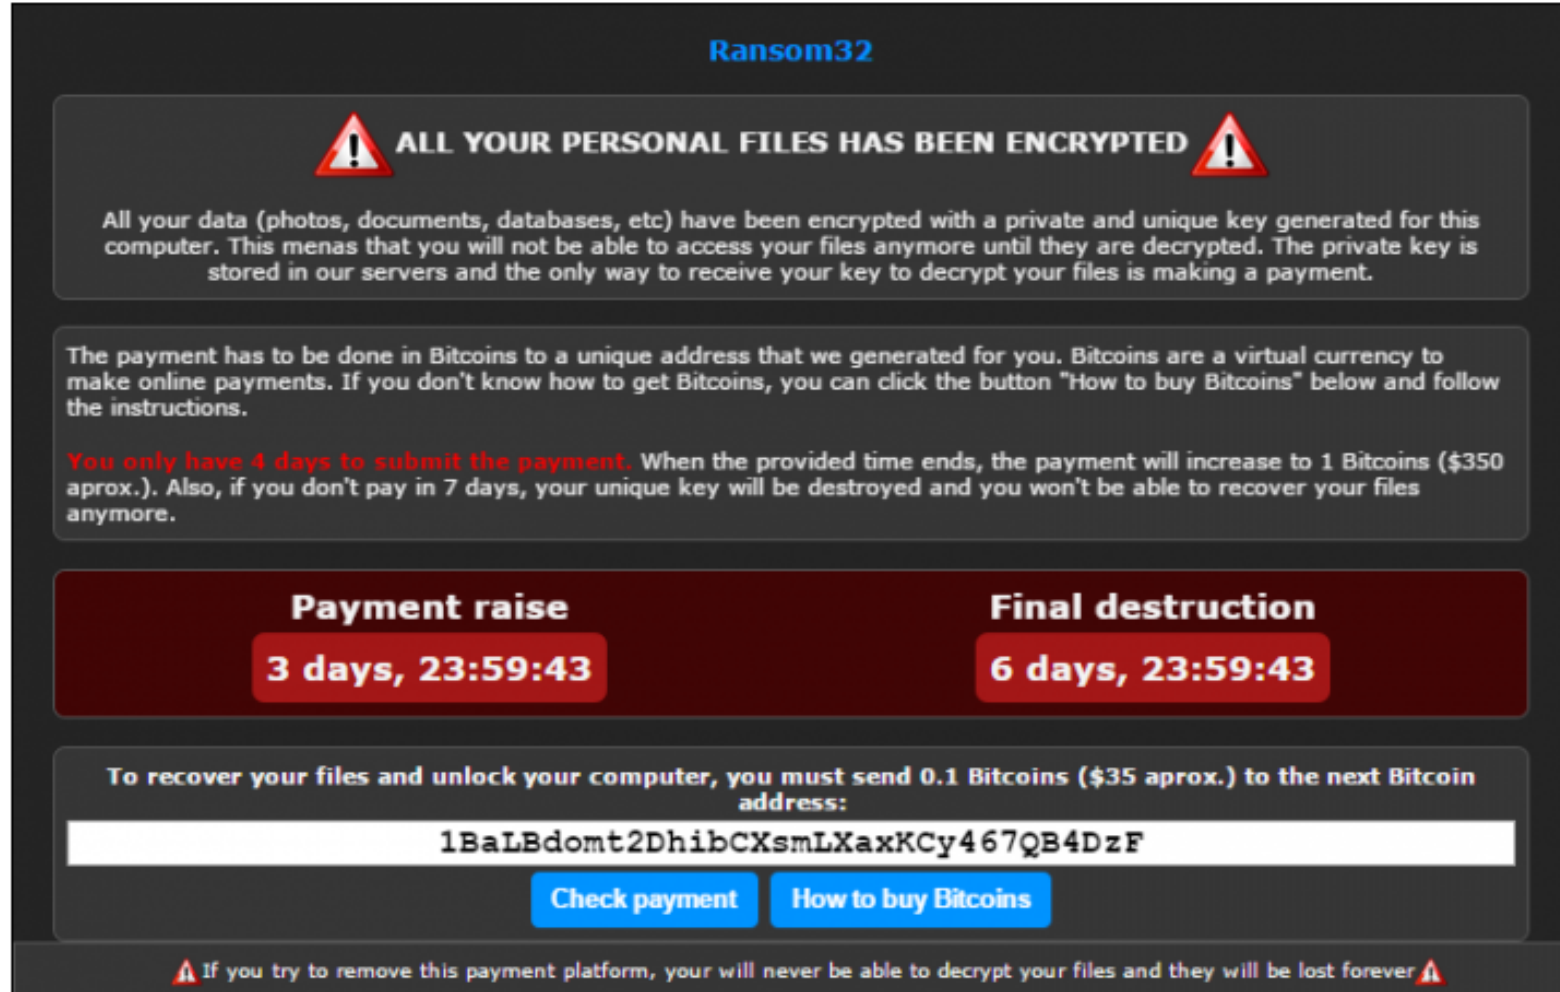 Ransom32
ALL YOUR PERSONAL FILES HAS BEEN ENCRYPTED
All your data (photos, documents, databases, etc) have been encrypted with a private and unique key generated for this
computer. This menas that you will not be able to access your files anymore until they are decrypted. The private key is
stored in our servers and the only way to receive your key to decrypt your files is making a payment.
The payment has to be done in Bitcoins to a unique address that we generated for you. Bitcoins are a virtual currency to
make online payments. If you don't know how to get Bitcoins, you can click the button "How to buy Bitcoins" below and follow
the instructions.
You only have 4 days to submit the payment. When the provided time ends, the payment will increase to 1 Bitcoins ($350
aprox.). Also, if you don't pay in 7 days, your unique key will be destroyed and you won't be able to recover your files
anymore.
Payment raise
3 days, 23:59:43
Final destruction
6 days, 23:59:43
To recover your files and unlock your computer, you must send 0.1 Bitcoins ($35 aprox.) to the next Bitcoin
address:
1BaLBdomt2DhibCXsmLXaxKCy467QB4DzF
Check payment
How to buy Bitcoins
If you try to remove this payment platform, your will never be able to decrypt your files and they will be lost forever